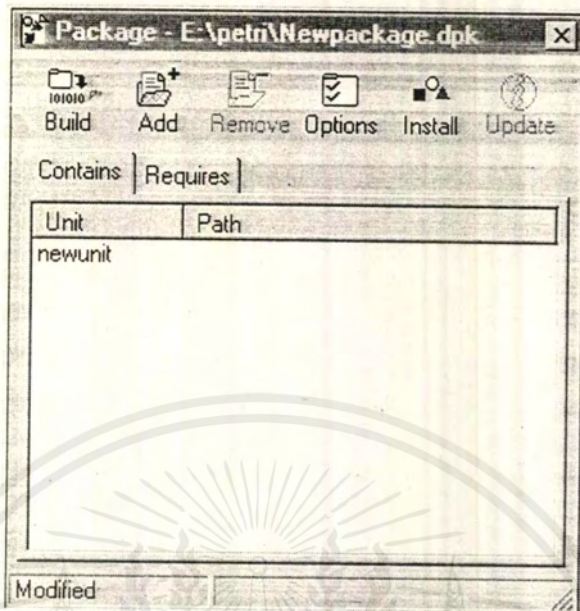 Package - E:\petri\Newpackage.dpk
Build Add Remove Options Install Update
Contains Requires
Unit Path
newunit
Modified